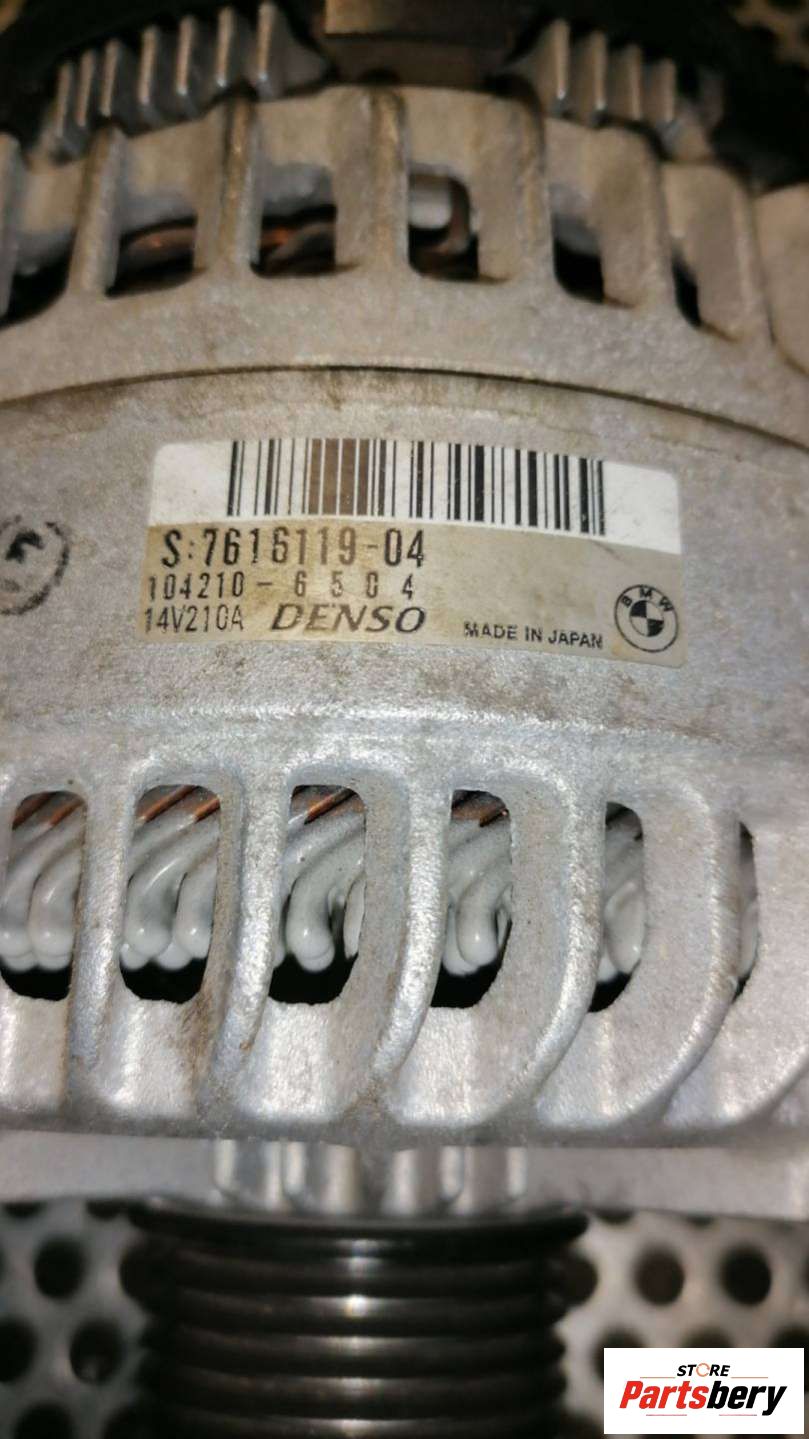 S:7616119-04
104210-6504
14V210A DENSO MADE IN JAPAN
BMW
STORE
Partsbery